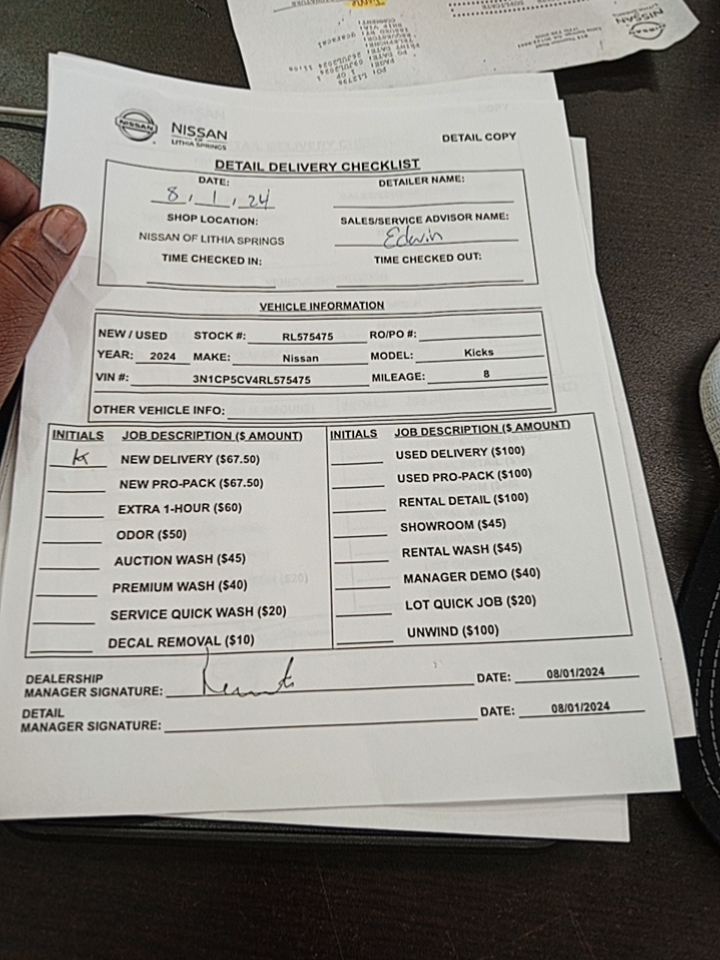 NISSAN
NISSAN
OF
LITHIA SPRINGS
DETAIL COPY
DETAIL DELIVERY CHECKLIST
DATE:
8, 1, 24
DETAILER NAME:
SHOP LOCATION:
NISSAN OF LITHIA SPRINGS
SALES/SERVICE ADVISOR NAME:
Edwin
TIME CHECKED IN:
TIME CHECKED OUT:
VEHICLE INFORMATION
NEW / USED STOCK #: RL575475 RO/PO #:
YEAR: 2024 MAKE: Nissan MODEL: Kicks
VIN #: 3N1CP5CV4RL575475 MILEAGE: 8
OTHER VEHICLE INFO:
INITIALS JOB DESCRIPTION ($ AMOUNT)
NEW DELIVERY ($67.50)
NEW PRO-PACK ($67.50)
EXTRA 1-HOUR ($60)
ODOR ($50)
AUCTION WASH ($45)
PREMIUM WASH ($40)
SERVICE QUICK WASH ($20)
DECAL REMOVAL ($10)
INITIALS JOB DESCRIPTION ($ AMOUNT)
USED DELIVERY ($100)
USED PRO-PACK ($100)
RENTAL DETAIL ($100)
SHOWROOM ($45)
RENTAL WASH ($45)
MANAGER DEMO ($40)
LOT QUICK JOB ($20)
UNWIND ($100)
DEALERSHIP
MANAGER SIGNATURE: DATE: 08/01/2024
DETAIL
MANAGER SIGNATURE: DATE: 08/01/2024